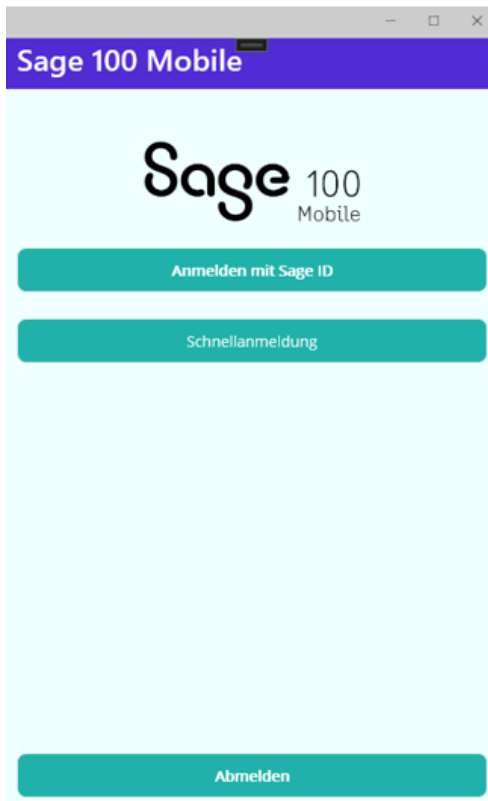 Sage 100 Mobile
Sage 100
Mobile
Anmelden mit Sage ID
Schnellanmeldung
Abmelden